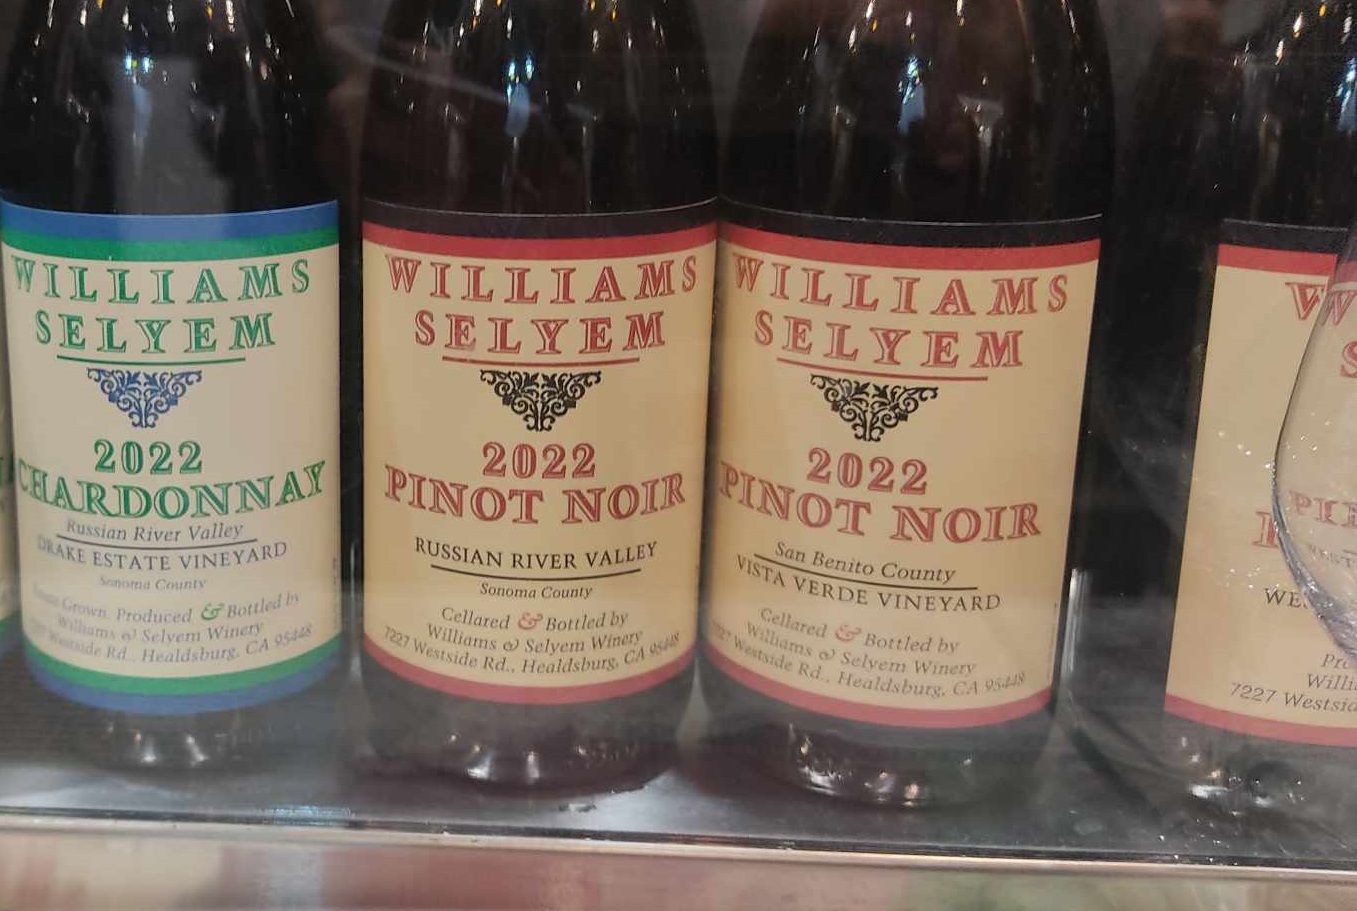 WILLIAMS
SELYEM
2022
CHARDONNAY
Russian River Valley
DRAKE ESTATE VINEYARD
Sonoma County
Grown, Produced & Bottled by
Williams & Selyem Winery
Westside Rd., Healdsburg, CA 95448
WILLIAMS
SELYEM
2022
PINOT NOIR
RUSSIAN RIVER VALLEY
Sonoma County
Cellared & Bottled by
Williams & Selyem Winery
7227 Westside Rd., Healdsburg, CA 95448
WILLIAMS
SELYEM
2022
PINOT NOIR
San Benito County
VISTA VERDE VINEYARD
Cellared & Bottled by
Williams & Selyem Winery
Westside Rd., Healdsburg, CA 95448
7227